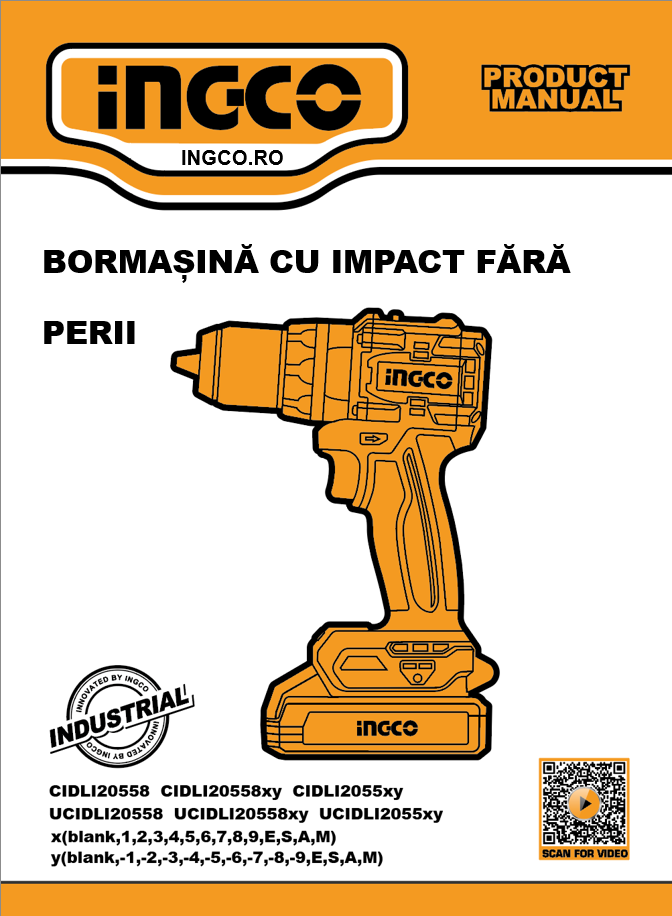 INGCO
INGCO.RO
PRODUCT
MANUAL
BORMAȘINĂ CU IMPACT FĂRĂ
PERII
INGCO
INGCO
INNOVATED BY INGCO
INDUSTRIAL
INNOVATED BY INGCO
CIDLI20558 CIDLI20558xy CIDLI2055xy
UCIDLI20558 UCIDLI20558xy UCIDLI2055xy
x(blank,1,2,3,4,5,6,7,8,9,E,S,A,M)
y(blank,-1,-2,-3,-4,-5,-6,-7,-8,-9,E,S,A,M)
SCAN FOR VIDEO